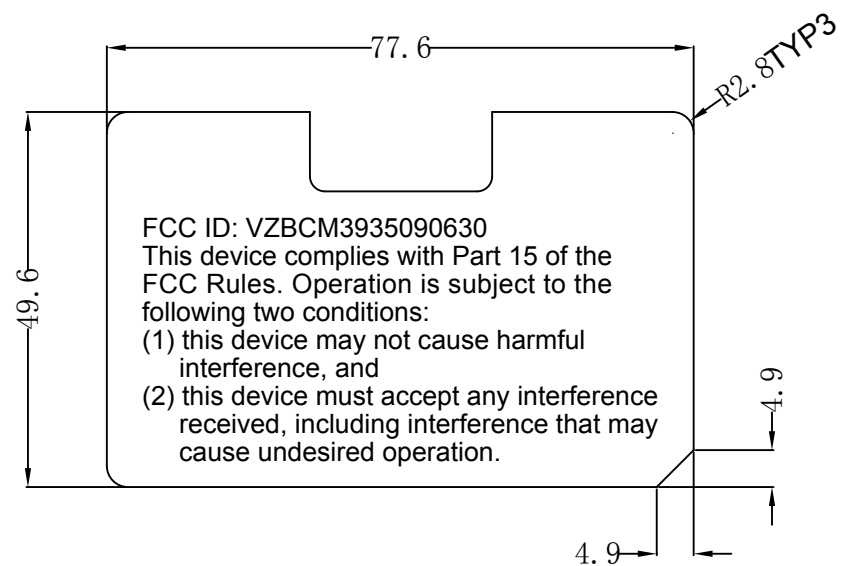 77.6
R2.8TYP3
FCC ID: VZBCM3935090630
This device complies with Part 15 of the
FCC Rules. Operation is subject to the
following two conditions:
(1) this device may not cause harmful
interference, and
(2) this device must accept any interference
received, including interference that may
cause undesired operation.
49.6
4.9
4.9